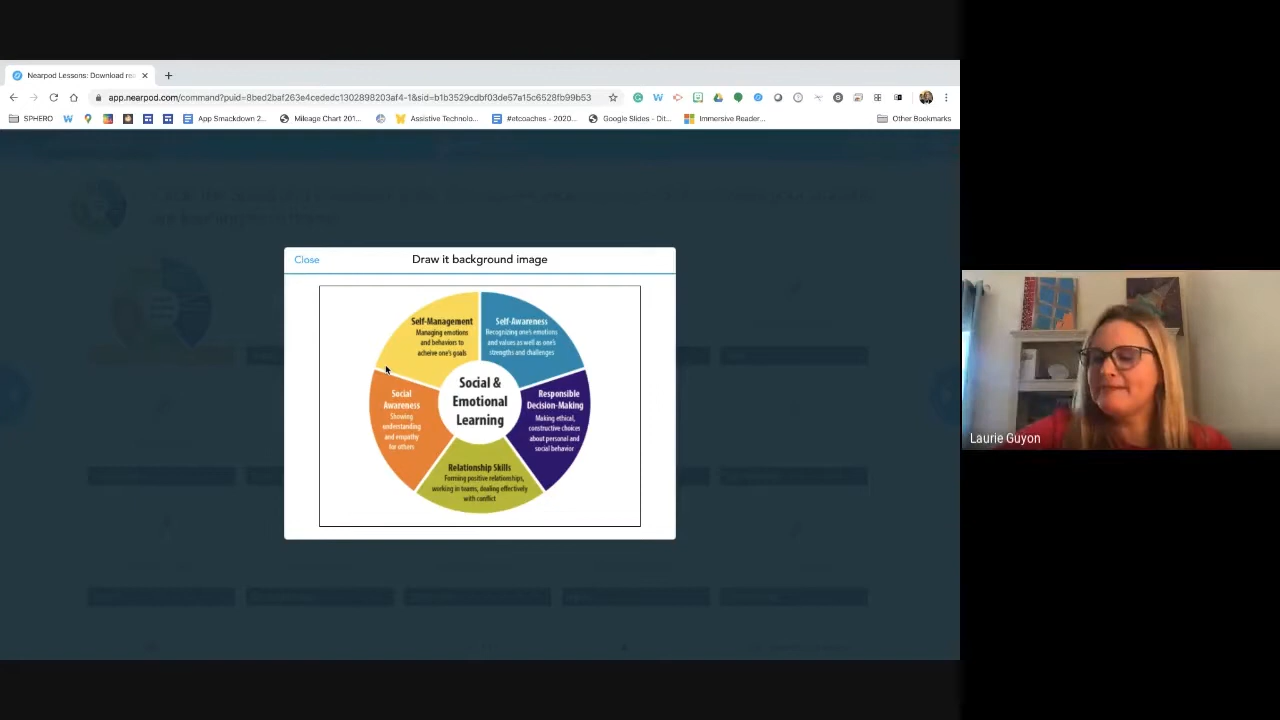 Nearpod Lessons: Download rea
app.nearpod.com/command?puid=8bed2baf263e4cededc1302898203af4-1&sid=b1b3529cdbf03de57a15c6528fb99b53
SPHERO
App Smackdown 2...
Mileage Chart 201...
Assistive Technolo...
#etcoaches - 2020...
Google Slides - Dit...
Immersive Reader...
Other Bookmarks
Close
Draw it background image
Self-Management
Managing emotions
and behaviors to
acheive one's goals
Self-Awareness
Recognizing one's emotions
and values as well as one's
strengths and challenges
Social
Awareness
Showing
understanding
and empathy
for others
Social &
Emotional
Learning
Responsible
Decision-Making
Making ethical,
constructive choices
about personal and
social behavior
Relationship Skills
Forming positive relationships,
working in teams, dealing effectively
with conflict
Laurie Guyon